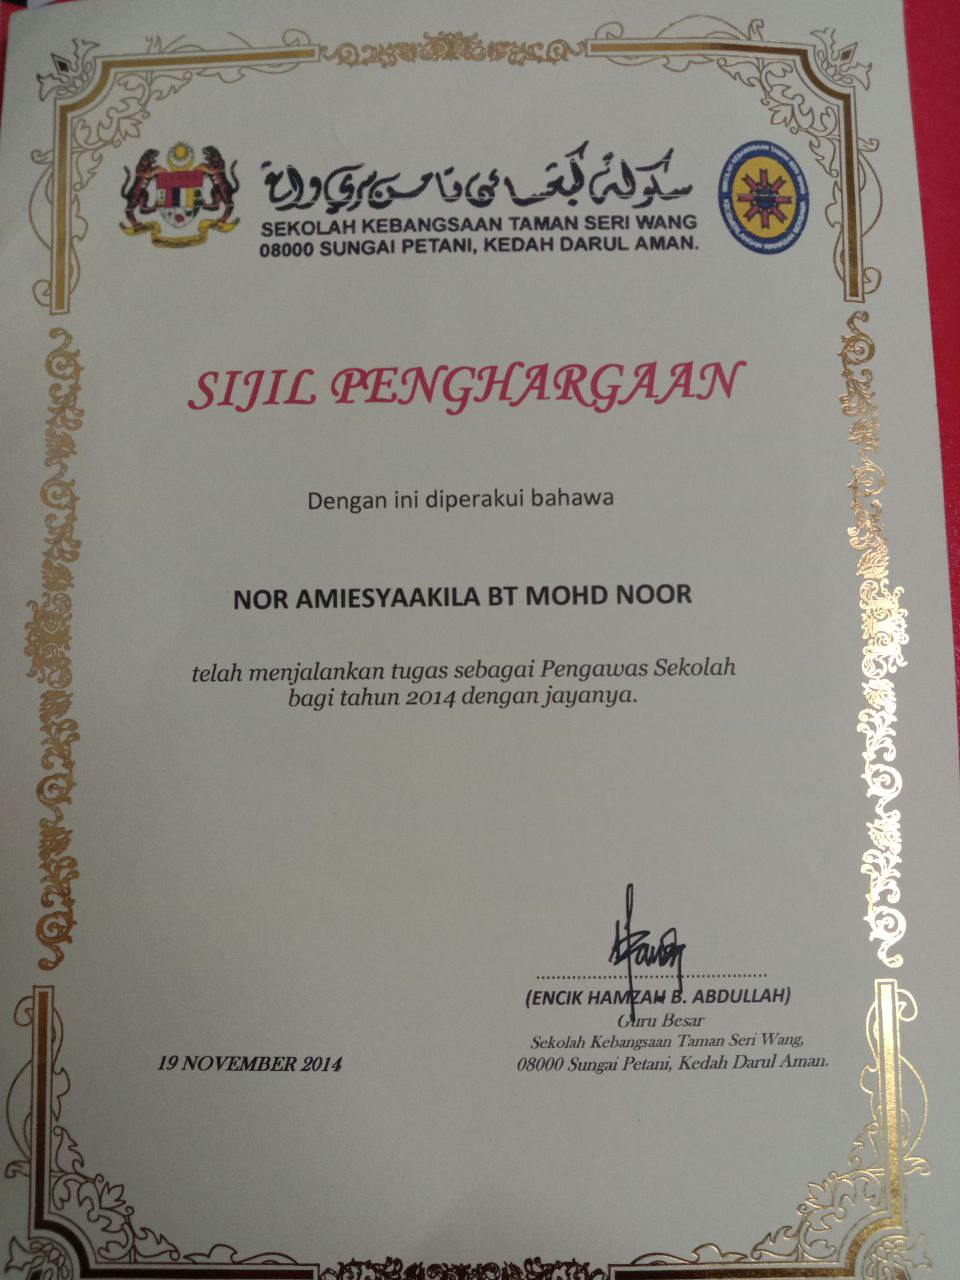 سکوله کبڠساءن تامن سري واڠ
SEKOLAH KEBANGSAAN TAMAN SERI WANG
08000 SUNGAI PETANI, KEDAH DARUL AMAN.
SIJIL PENGHARGAAN
Dengan ini diperakui bahawa
NOR AMIESYAAKILA BT MOHD NOOR
telah menjalankan tugas sebagai Pengawas Sekolah
bagi tahun 2014 dengan jayanya.
(ENCIK HAMZAH B. ABDULLAH)
Guru Besar
Sekolah Kebangsaan Taman Seri Wang,
08000 Sungai Petani, Kedah Darul Aman.
19 NOVEMBER 2014